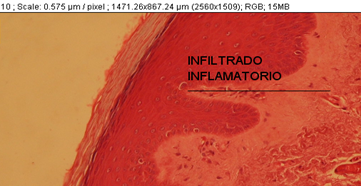 10 ; Scale: 0.575 µm / pixel ; 1471.26x867.24 µm (2560x1509); RGB; 15MB
INFILTRADO
INFLAMATORIO